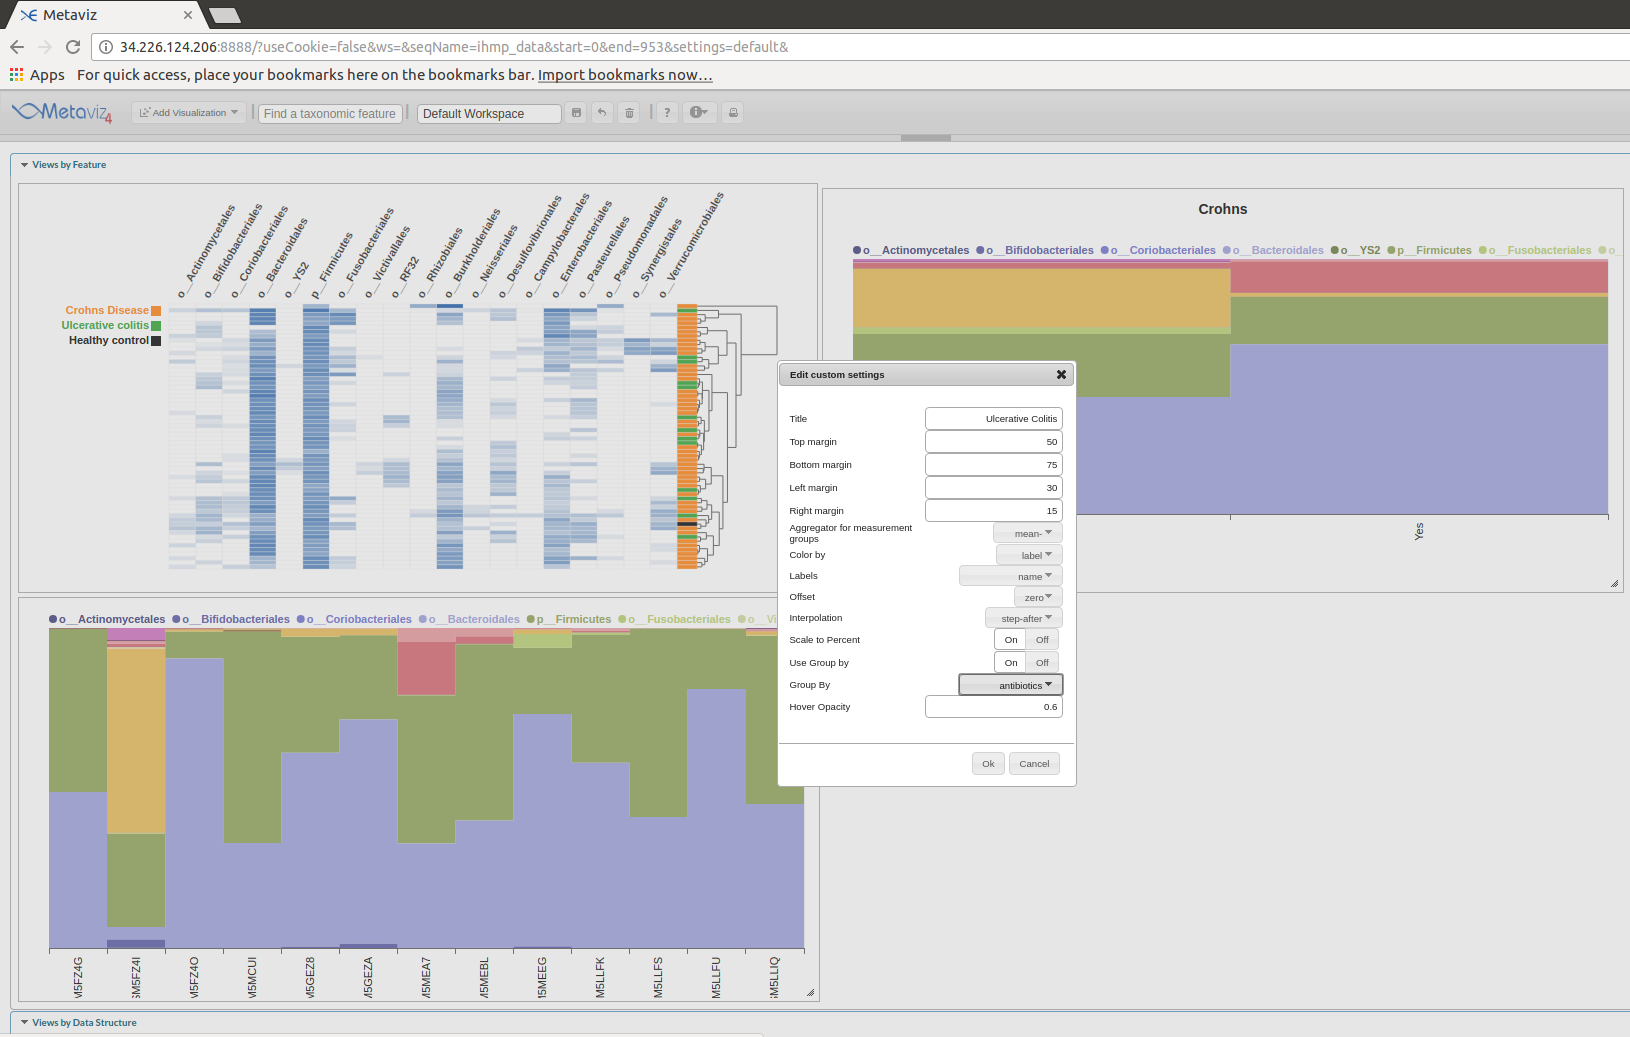 Metaviz
34.226.124.206:8888/?useCookie=false&ws=&seqName=ihmp_data&start=0&end=953&settings=default&
Apps For quick access, place your bookmarks here on the bookmarks bar. Import bookmarks now...
Metaviz4 Add Visualization Find a taxonomic feature Default Workspace ?
Views by Feature
o__Actinomycetales
o__Bifidobacteriales
o__Coriobacteriales
o__Bacteroidales
o__YS2
p__Firmicutes
o__Fusobacteriales
o__Victivallales
o__RF32
o__Rhizobiales
o__Burkholderiales
o__Neisseriales
o__Desulfovibrionales
o__Campylobacterales
o__Enterobacteriales
o__Pasteurellales
o__Pseudomonadales
o__Synergistales
o__Verrucomicrobiales
Crohns Disease
Ulcerative colitis
Healthy control
Crohns
o__Actinomycetales o__Bifidobacteriales o__Coriobacteriales o__Bacteroidales o__YS2 p__Firmicutes o__Fusobacteriales o_
Yes
Edit custom settings
Title Ulcerative Colitis
Top margin 50
Bottom margin 75
Left margin 30
Right margin 15
Aggregator for measurement
groups mean-
Color by label
Labels name
Offset zero
Interpolation step-after
Scale to Percent On Off
Use Group by On Off
Group By antibiotics
Hover Opacity 0.6
Ok Cancel
o__Actinomycetales o__Bifidobacteriales o__Coriobacteriales o__Bacteroidales p__Firmicutes o__Fusobacteriales o__Vi
M5FZ4G
SM5FZ4I
M5FZ4O
M5MCUI
M5GEZ8
M5GEZA
M5MEA7
M5MEBL
M5MEEG
M5LLFK
M5LLFS
M5LLFU
SM5LLIQ
Views by Data Structure